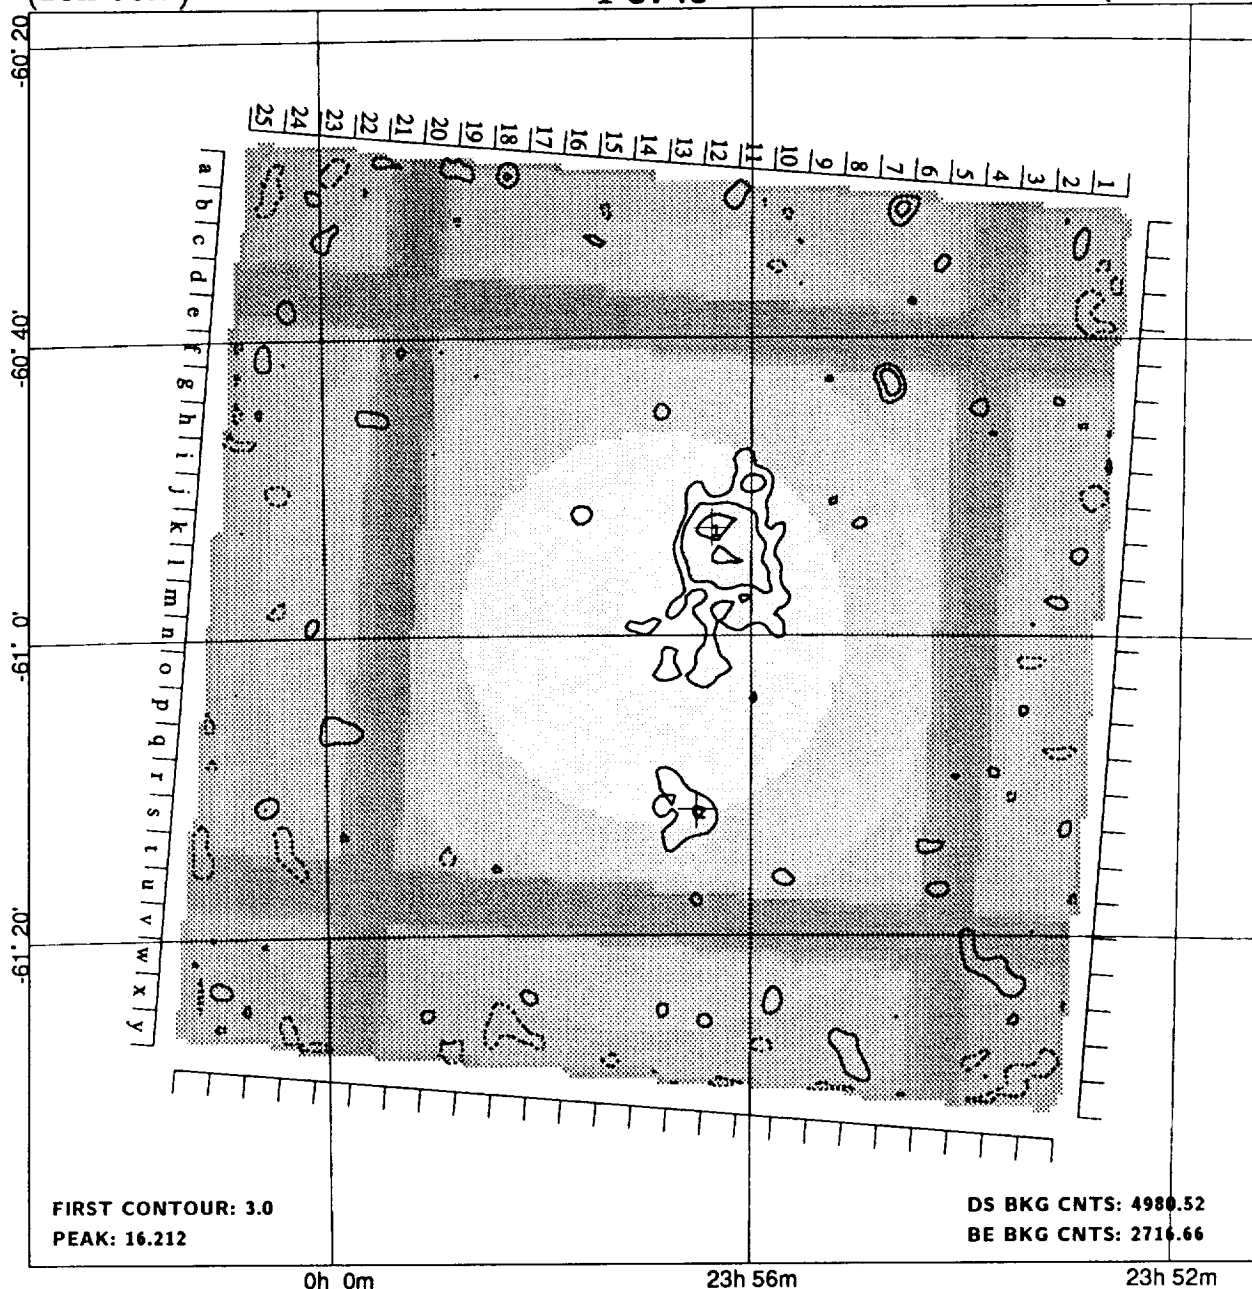 -60° 20
25 24 23 22 21 20 19 18 17 16 15 14 13 12 11 10 9 8 7 6 5 4 3 2 1
a b c d e f g h i j k l m n o p q r s t u v w x y
-60° 40'
1
-61° 0'
-61° 20'
FIRST CONTOUR: 3.0
PEAK: 16.212
DS BKG CNTS: 4980.52
BE BKG CNTS: 2716.66
0h 0m 23h 56m 23h 52m